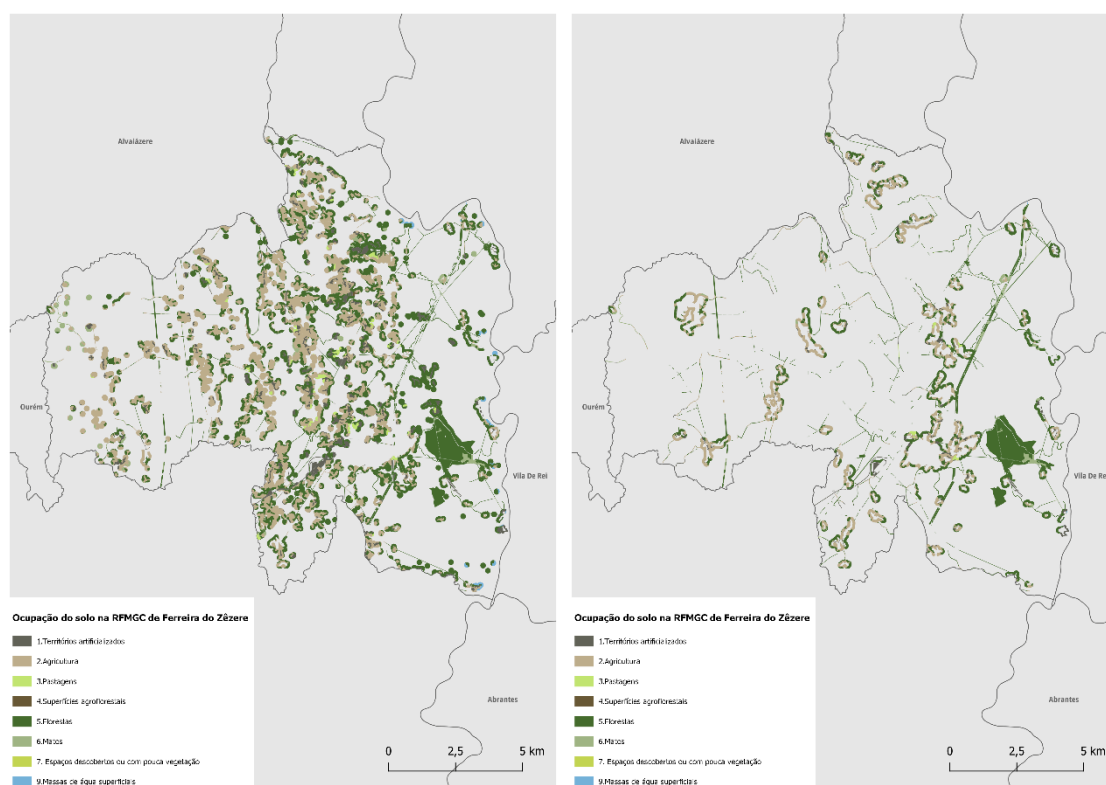 Alvaiázere
Ourém
Vila De Rei
Abrantes
Ocupação do solo na RFMGC de Ferreira do Zêzere
1.Territórios artificializados
2.Agricultura
3.Pastagens
4.Superfícies agroflorestais
5.Florestas
6.Matos
7. Espaços descobertos ou com pouca vegetação
9.Massas de água superficiais
0 2,5 5 km
Alvaiázere
Ourém
Vila De Rei
Abrantes
Ocupação do solo na RFMGC de Ferreira do Zêzere
1.Territórios artificializados
2.Agricultura
3.Pastagens
4.Superfícies agroflorestais
5.Florestas
6.Matos
7. Espaços descobertos ou com pouca vegetação
9.Massas de água superficiais
0 2,5 5 km